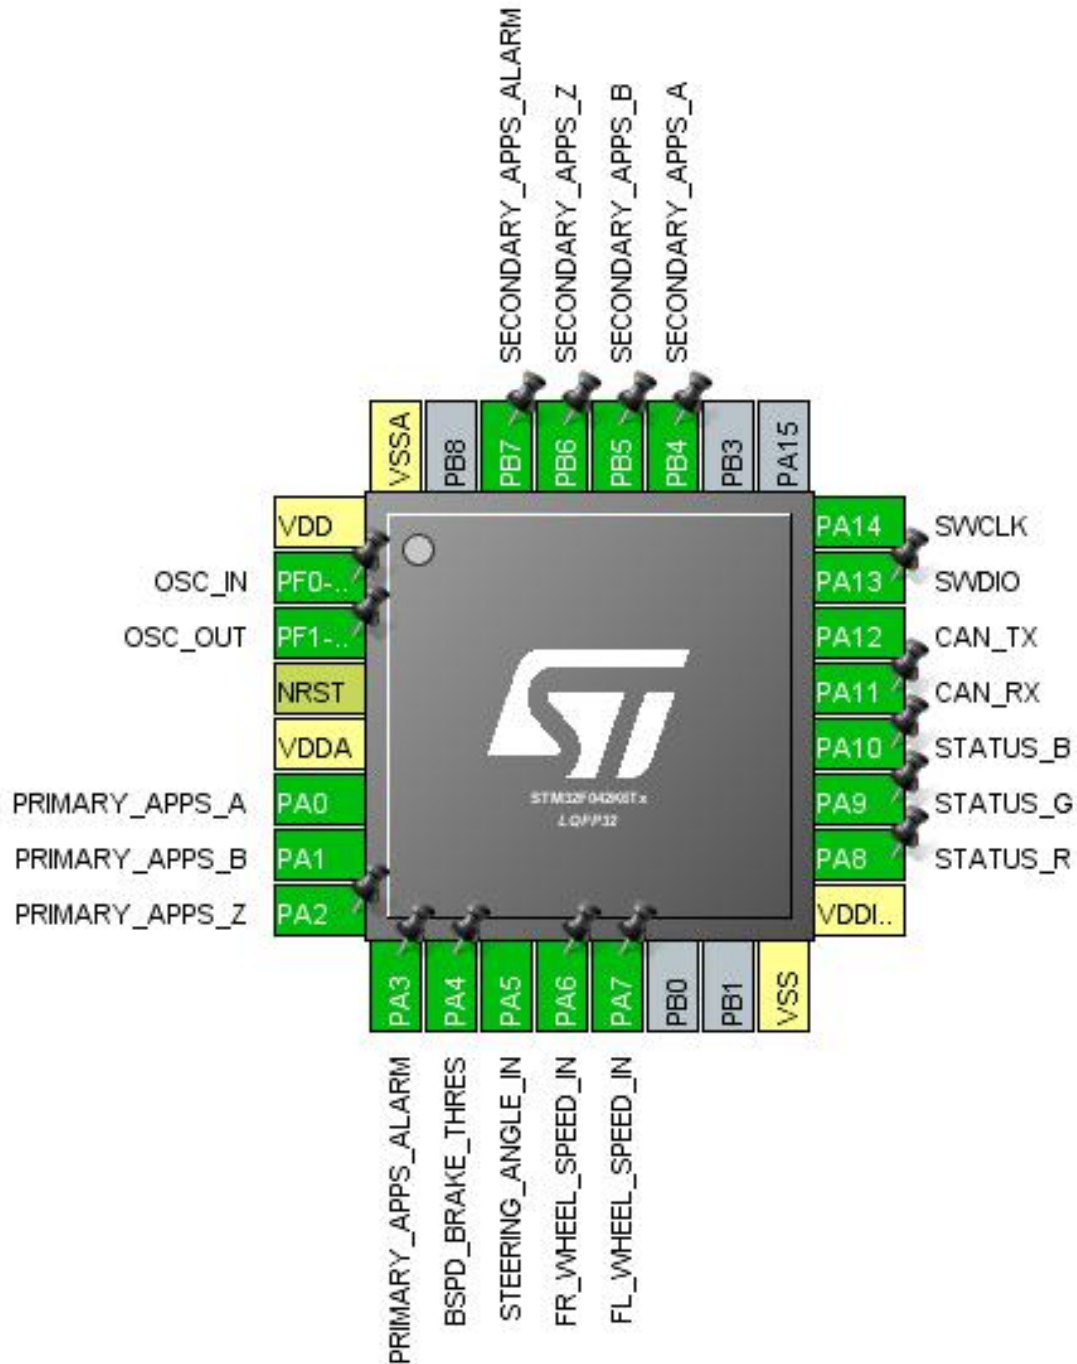 SECONDARY_APPS_ALARM
SECONDARY_APPS_Z
SECONDARY_APPS_B
SECONDARY_APPS_A
VSSA
PB8
PB7
PB6
PB5
PB4
PB3
PA15
VDD
OSC_IN PF0-..
OSC_OUT PF1-..
NRST
VDDA
PRIMARY_APPS_A PA0
PRIMARY_APPS_B PA1
PRIMARY_APPS_Z PA2
PA14 SWCLK
PA13 SWDIO
PA12 CAN_TX
PA11 CAN_RX
PA10 STATUS_B
PA9 STATUS_G
PA8 STATUS_R
VDDI..
ST
STM32F042K6Tx
LQFP32
PA3
PA4
PA5
PA6
PA7
PB0
PB1
VSS
PRIMARY_APPS_ALARM
BSPD_BRAKE_THRES
STEERING_ANGLE_IN
FR_WHEEL_SPEED_IN
FL_WHEEL_SPEED_IN